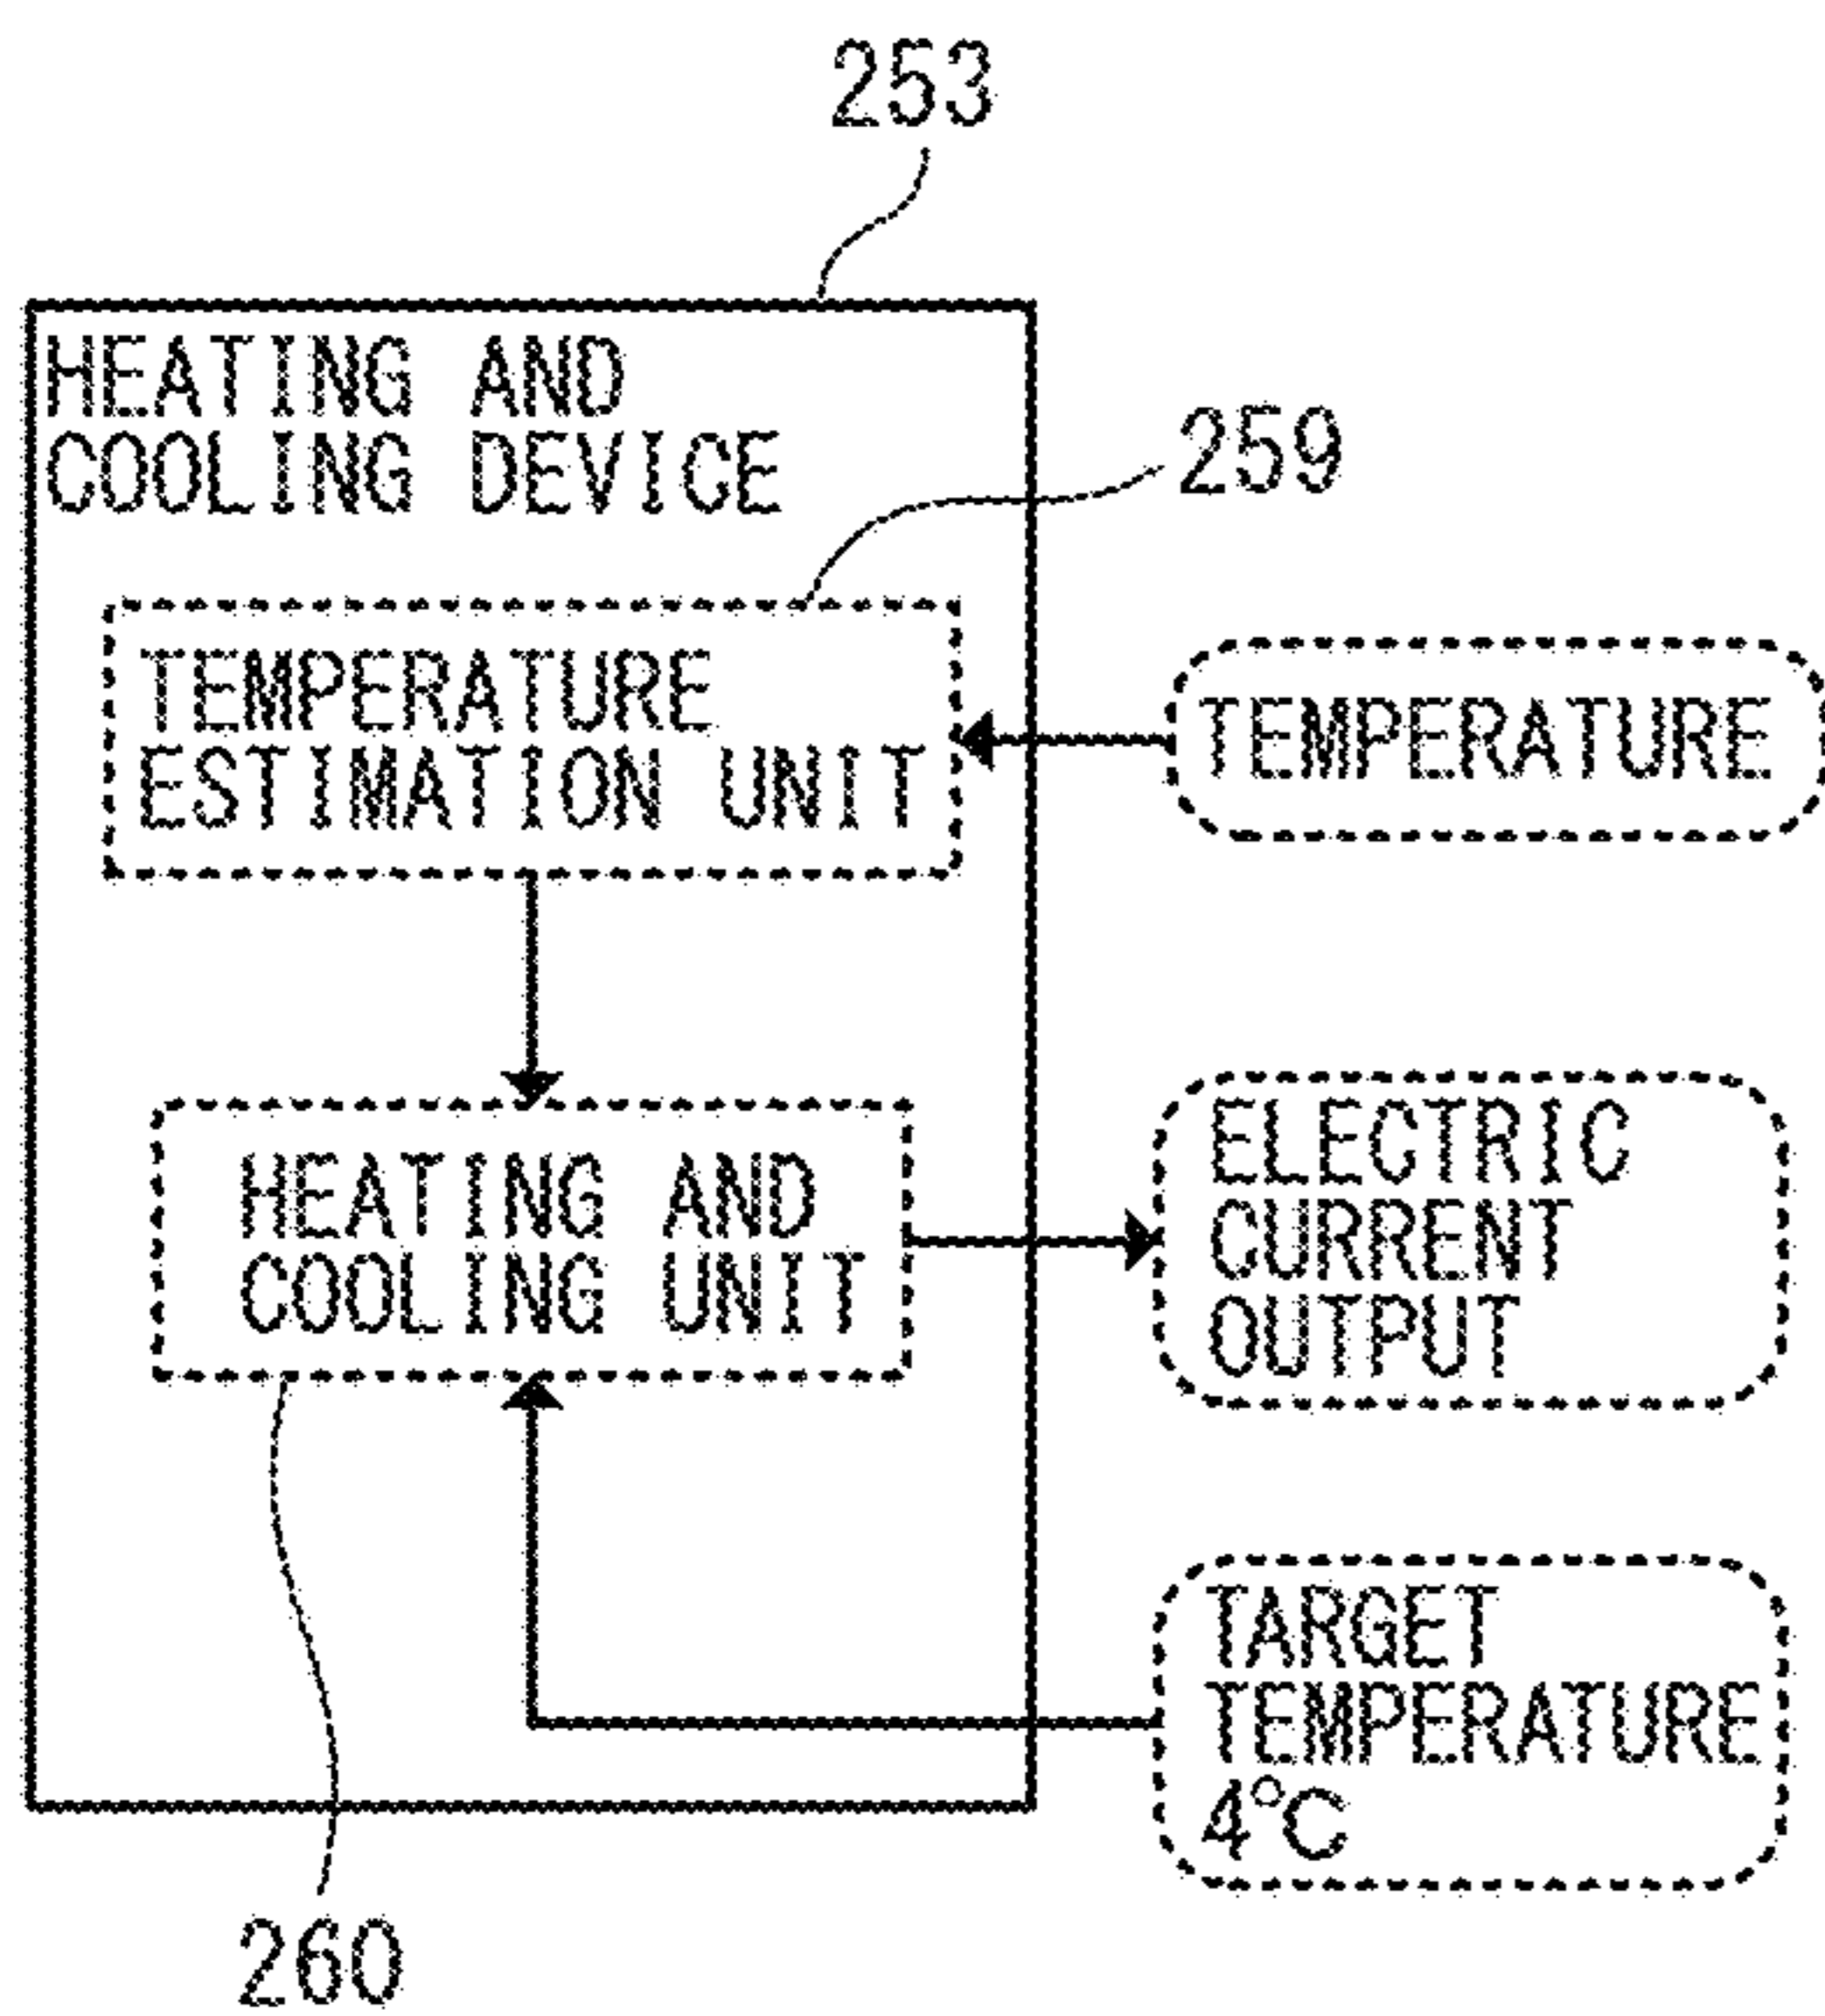 253
HEATING AND
COOLING DEVICE
259
TEMPERATURE
ESTIMATION UNIT
TEMPERATURE
HEATING AND
COOLING UNIT
ELECTRIC
CURRENT
OUTPUT
TARGET
TEMPERATURE
4℃
260